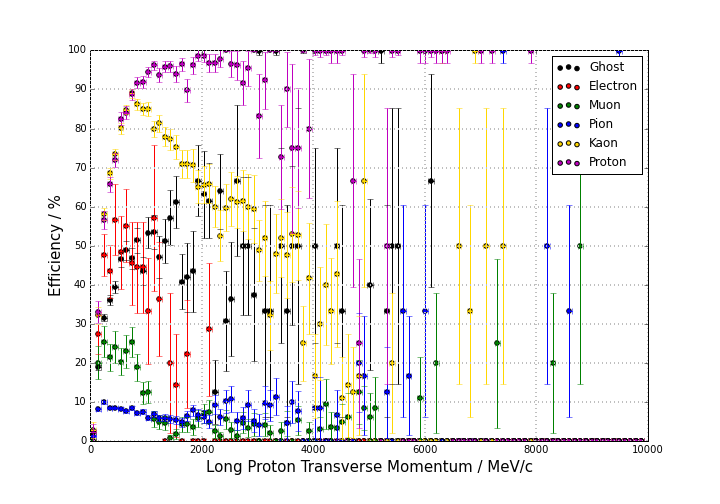 100
90
80
70
60
50
40
30
20
10
0
Efficiency / %
Ghost
Electron
Muon
Pion
Kaon
Proton
0
2000
4000
6000
8000
10000
Long Proton Transverse Momentum / MeV/c